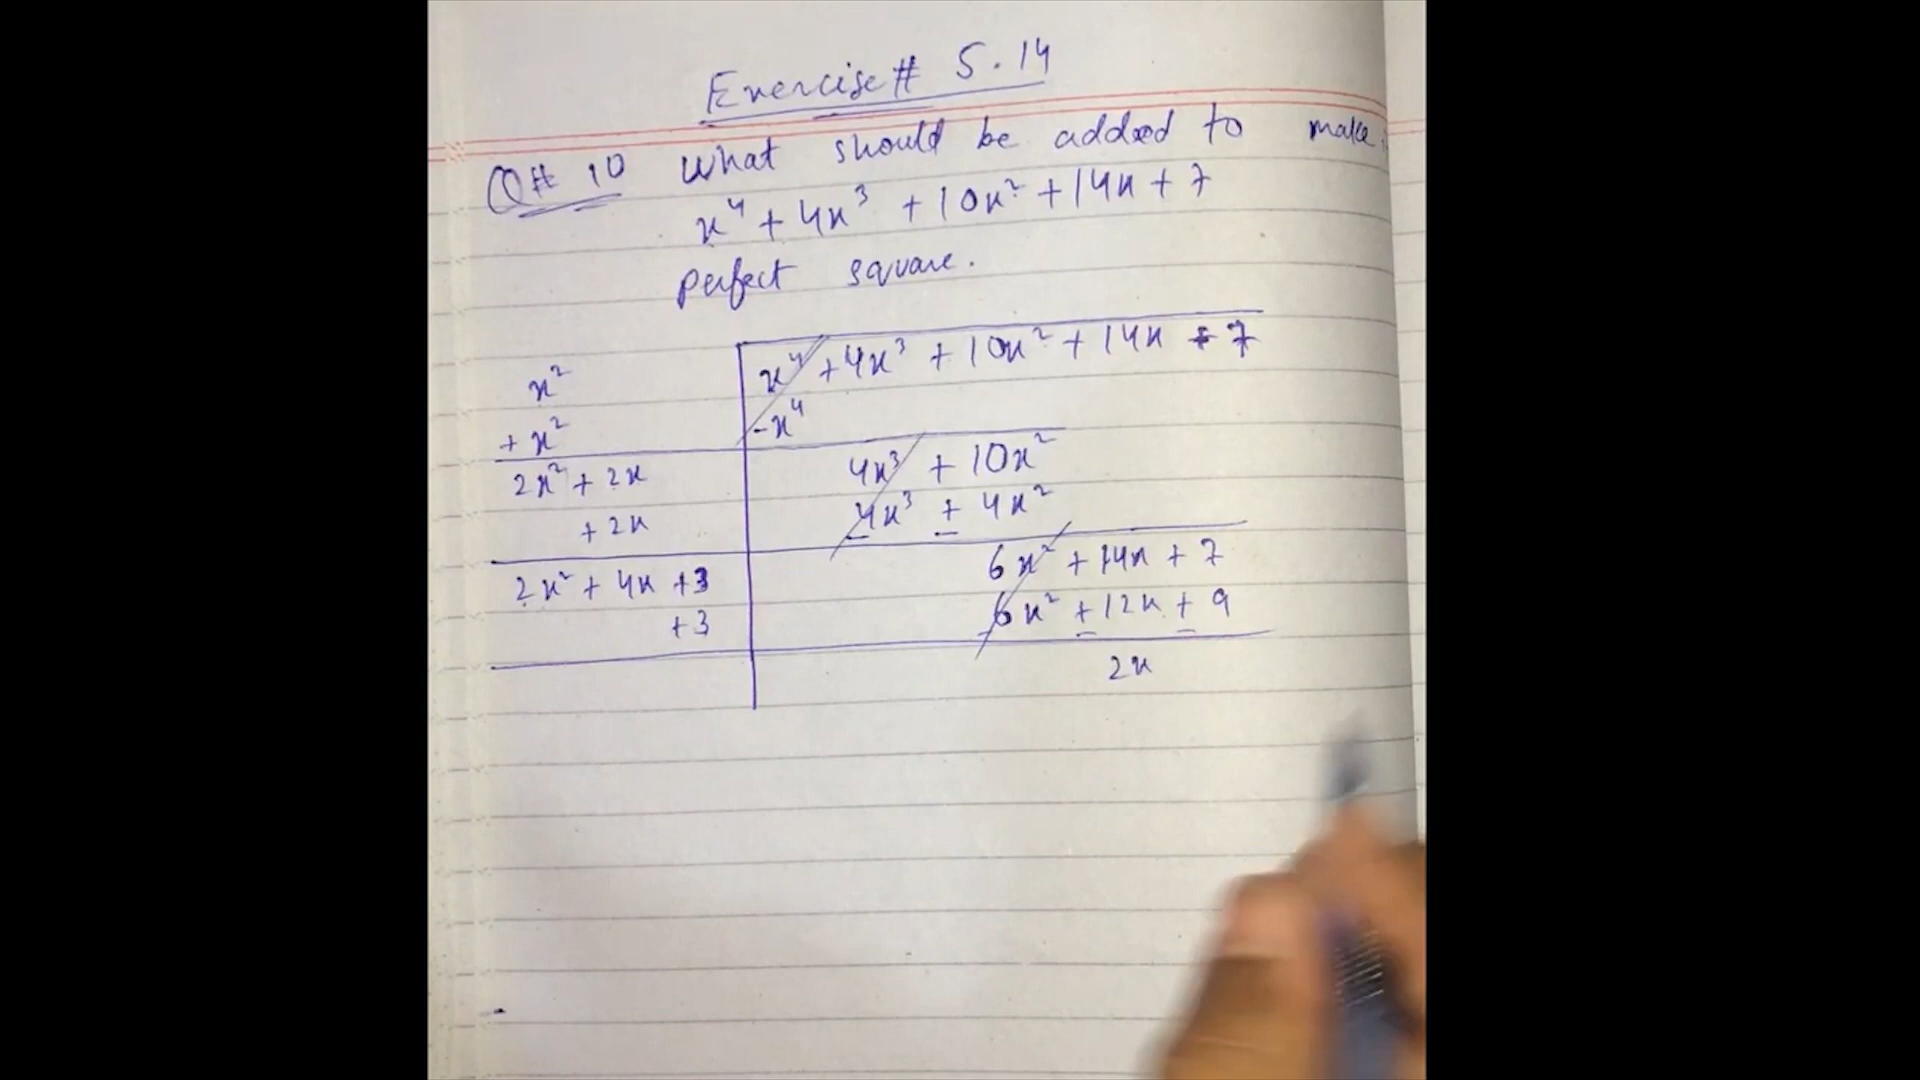 Exercise# 5.14
Q# 10 What should be added to make
x⁴ + 4x³ + 10x² + 14x + 7
perfect square.
x⁴ + 4x³ + 10x² + 14x + 7
x²
-x⁴
+ x²
4x³ + 10x²
2x² + 2x
4x³ + 4x²
+ 2x
6x² + 14x + 7
2x² + 4x + 3
6x² + 12x + 9
+ 3
2x